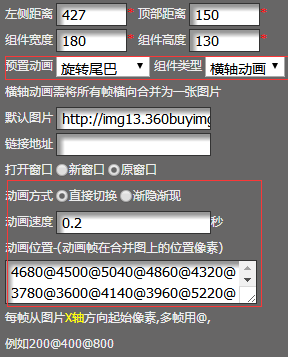 左侧距离 427 * 顶部距离 150 *
组件宽度 180 * 组件高度 130 *
预置动画 旋转尾巴 组件类型 横轴动画
横轴动画需将所有帧横向合并为一张图片
默认图片 http://img13.360buyimg
链接地址
打开窗口 新窗口 原窗口
动画方式 直接切换 渐隐渐现
动画速度 0.2 秒
动画位置-(动画帧在合并图上的位置像素)
4680@4500@5040@4860@4320@
3780@3600@4140@3960@5220@
每帧从图片X轴方向起始像素,多帧用@,
例如200@400@800